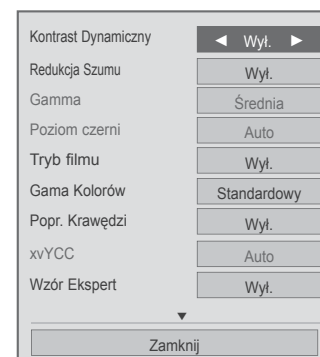 Kontrast Dynamiczny ◄ Wył. ►
Redukcja Szumu Wył.
Gamma Średnia
Poziom czerni Auto
Tryb filmu Wył.
Gama Kolorów Standardowy
Popr. Krawędzi Wył.
xvYCC Auto
Wzór Ekspert Wył.
▼
Zamknij